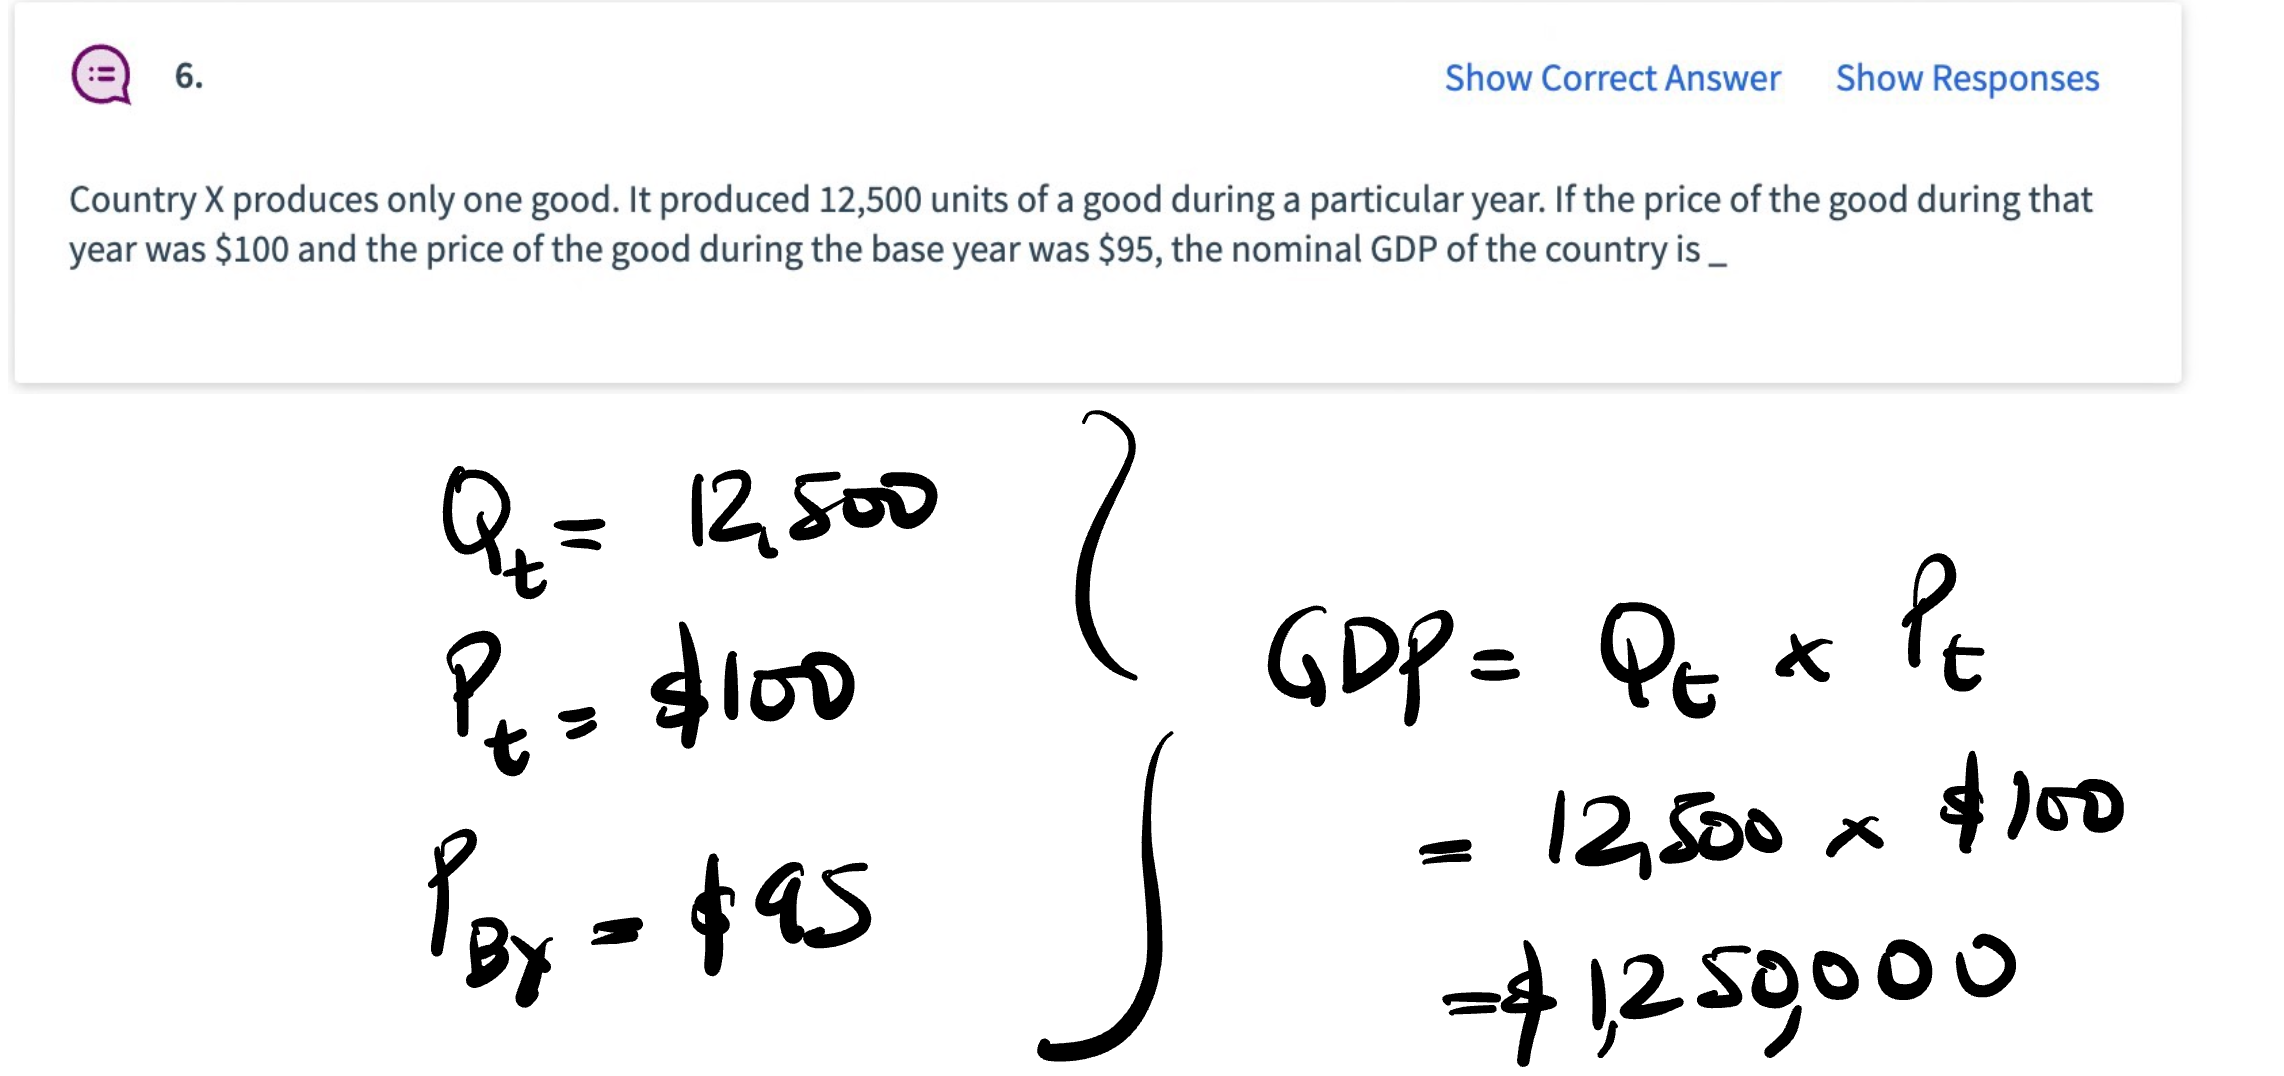 6.
Show Correct Answer Show Responses
Country X produces only one good. It produced 12,500 units of a good during a particular year. If the price of the good during that
year was $100 and the price of the good during the base year was $95, the nominal GDP of the country is _
Qt = 12,500
Pt = $100
PBY = $95
GDP = Qt x Pt
= 12,500 x $100
= $1,250,000